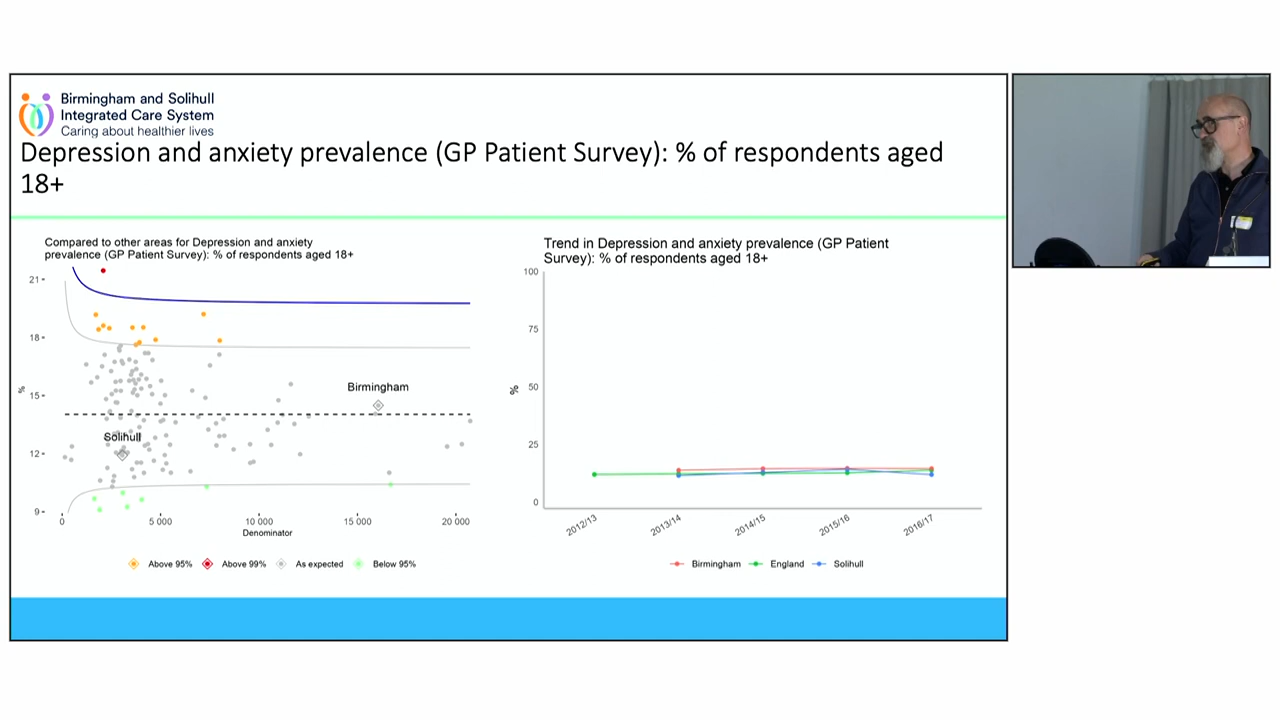 Birmingham and Solihull
Integrated Care System
Caring about healthier lives
Depression and anxiety prevalence (GP Patient Survey): % of respondents aged
18+
Compared to other areas for Depression and anxiety
prevalence (GP Patient Survey): % of respondents aged 18+
21
18
15
12
9
%
Birmingham
Solihull
0
5 000
10 000
15 000
20 000
Denominator
Above 95%
Above 99%
As expected
Below 95%
Trend in Depression and anxiety prevalence (GP Patient
Survey): % of respondents aged 18+
100
75
50
25
0
%
2012/13
2013/14
2014/15
2015/16
2016/17
Birmingham
England
Solihull